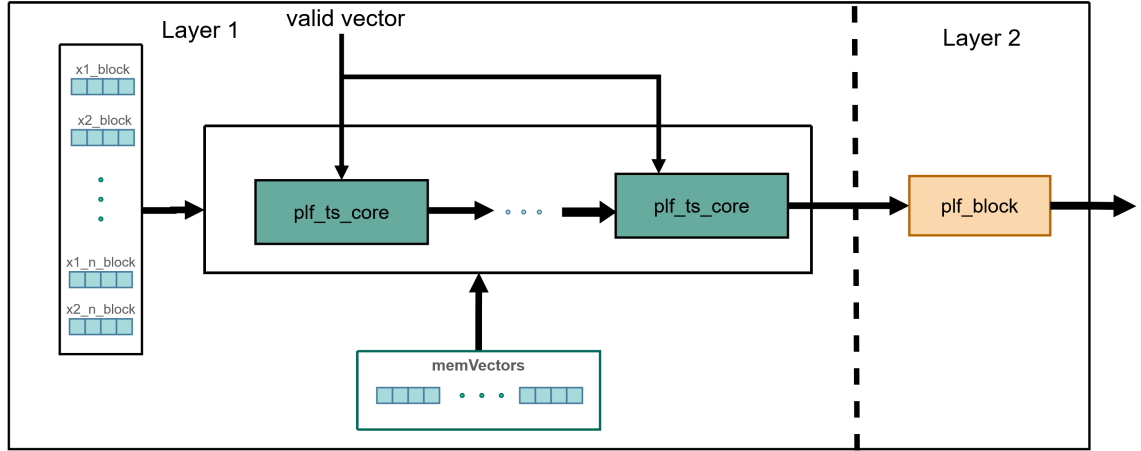 Layer 1
valid vector
Layer 2
x1_block
x2_block
x1_n_block
x2_n_block
plf_ts_core
plf_ts_core
plf_block
memVectors